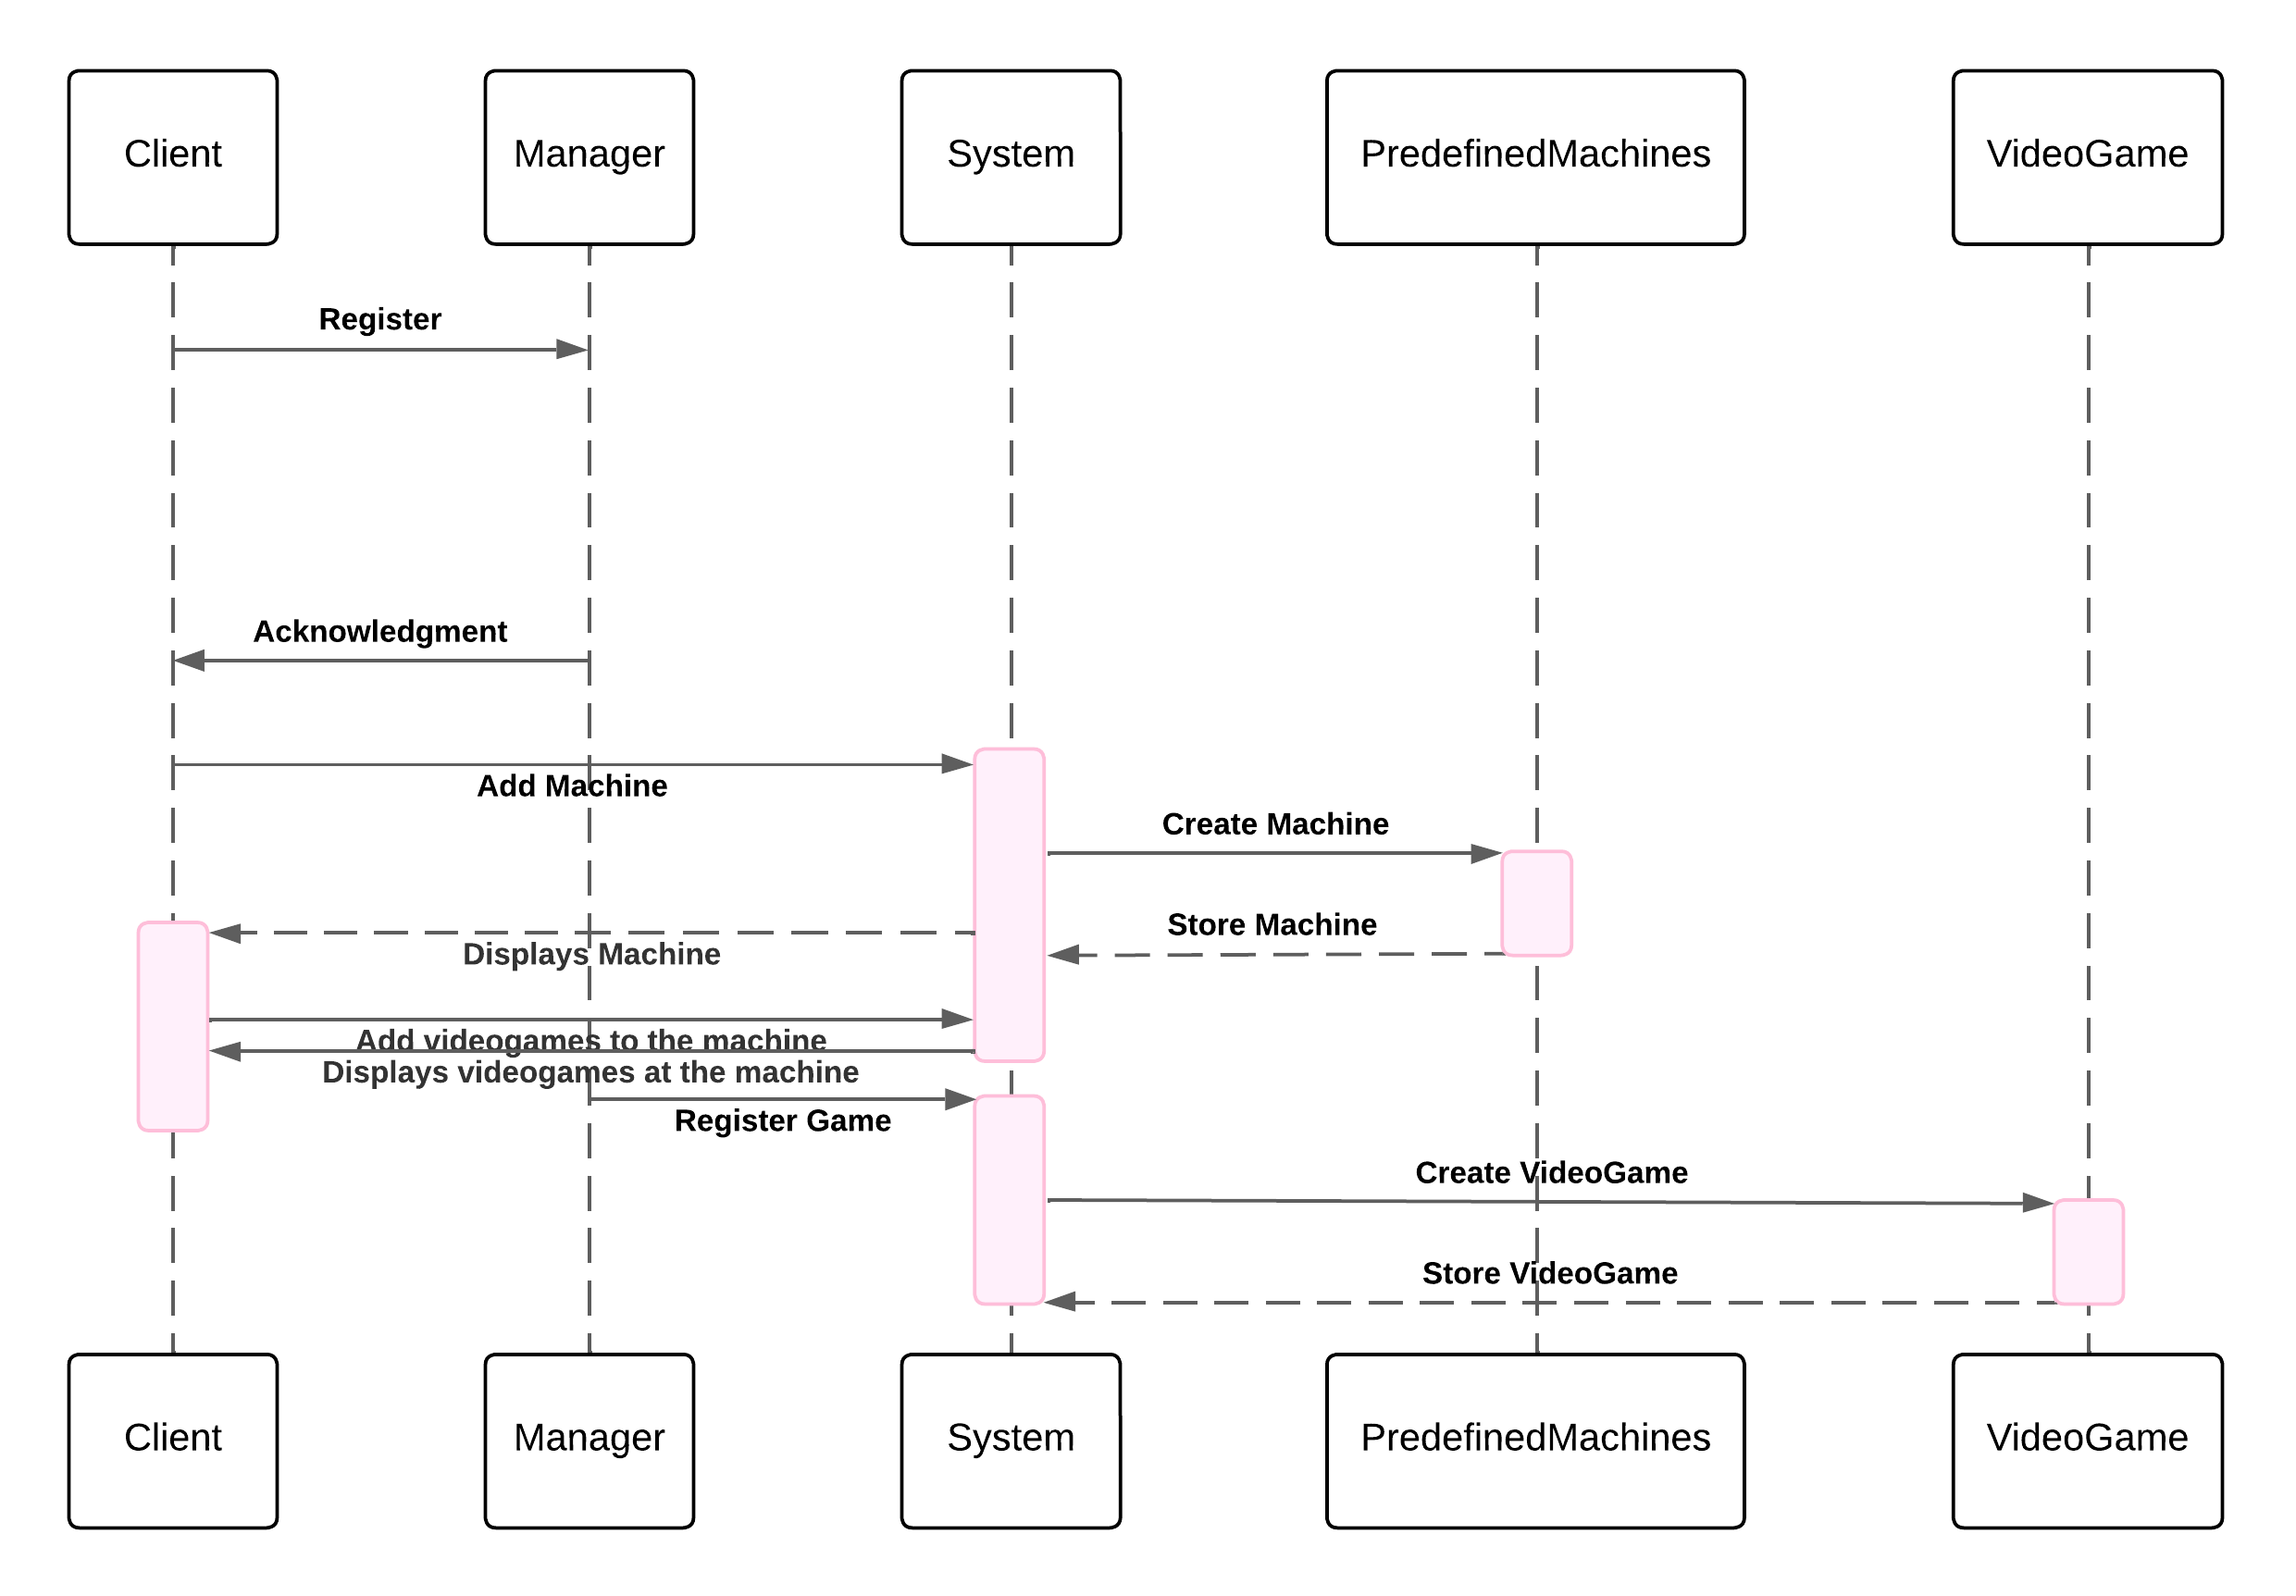 Client
Manager
System
PredefinedMachines
VideoGame
Register
Acknowledgment
Add Machine
Create Machine
Store Machine
Displays Machine
Add videogames to the machine
Displays videogames at the machine
Register Game
Create VideoGame
Store VideoGame
Client
Manager
System
PredefinedMachines
VideoGame